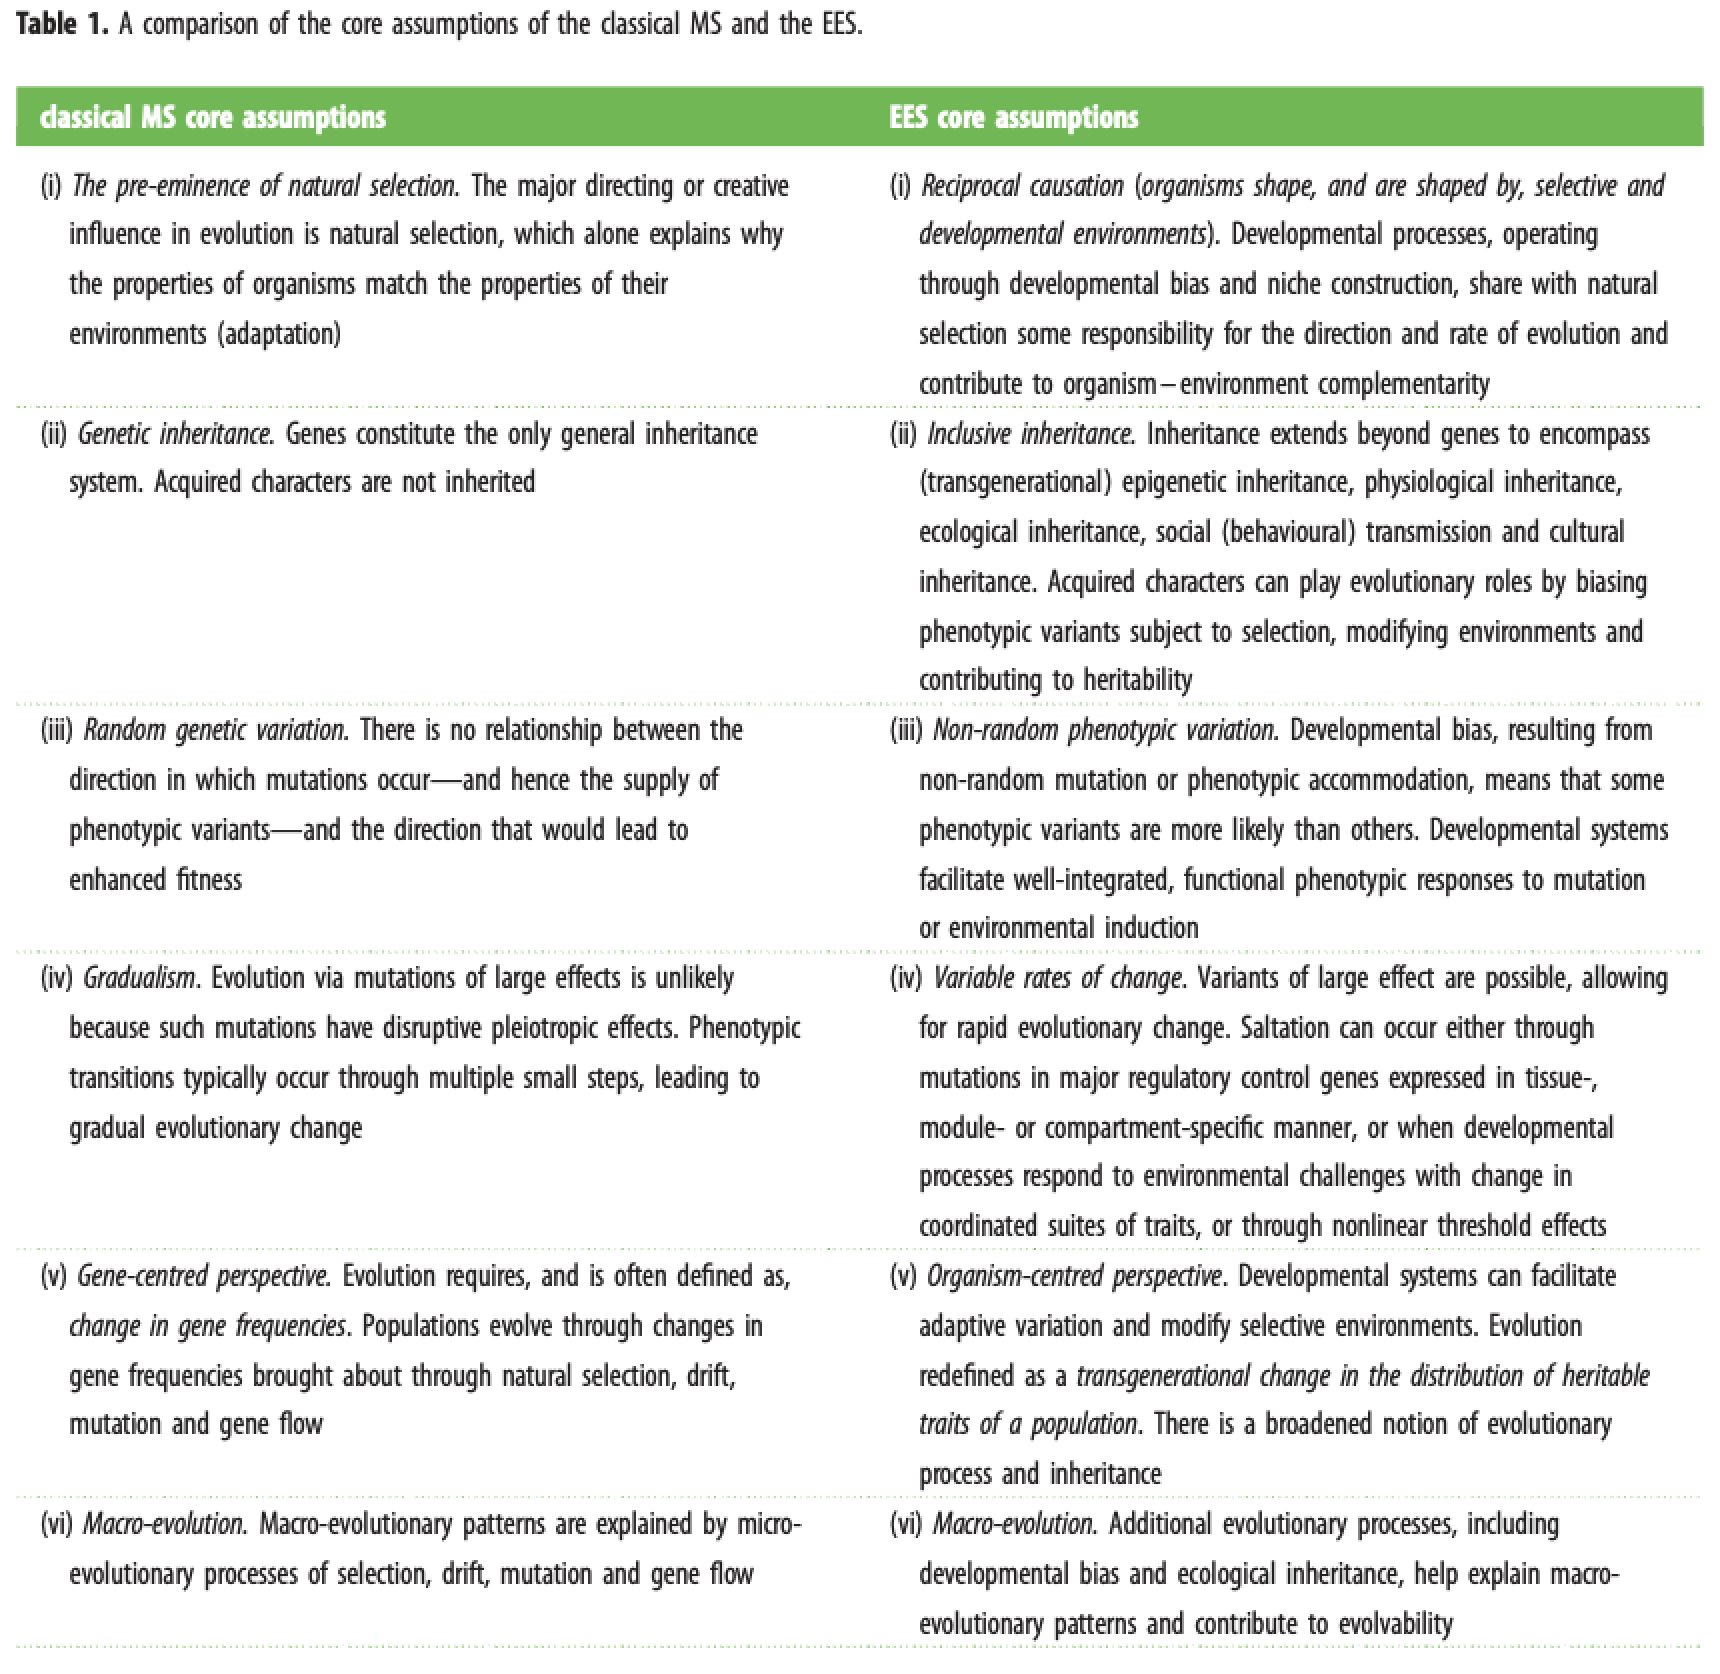 Table 1. A comparison of the core assumptions of the classical MS and the EES.
classical MS core assumptions
EES core assumptions
(i) The pre-eminence of natural selection. The major directing or creative
influence in evolution is natural selection, which alone explains why
the properties of organisms match the properties of their
environments (adaptation)
(i) Reciprocal causation (organisms shape, and are shaped by, selective and
developmental environments). Developmental processes, operating
through developmental bias and niche construction, share with natural
selection some responsibility for the direction and rate of evolution and
contribute to organism–environment complementarity
(ii) Genetic inheritance. Genes constitute the only general inheritance
system. Acquired characters are not inherited
(ii) Inclusive inheritance. Inheritance extends beyond genes to encompass
(transgenerational) epigenetic inheritance, physiological inheritance,
ecological inheritance, social (behavioural) transmission and cultural
inheritance. Acquired characters can play evolutionary roles by biasing
phenotypic variants subject to selection, modifying environments and
contributing to heritability
(iii) Random genetic variation. There is no relationship between the
direction in which mutations occur—and hence the supply of
phenotypic variants—and the direction that would lead to
enhanced fitness
(iii) Non-random phenotypic variation. Developmental bias, resulting from
non-random mutation or phenotypic accommodation, means that some
phenotypic variants are more likely than others. Developmental systems
facilitate well-integrated, functional phenotypic responses to mutation
or environmental induction
(iv) Gradualism. Evolution via mutations of large effects is unlikely
because such mutations have disruptive pleiotropic effects. Phenotypic
transitions typically occur through multiple small steps, leading to
gradual evolutionary change
(iv) Variable rates of change. Variants of large effect are possible, allowing
for rapid evolutionary change. Saltation can occur either through
mutations in major regulatory control genes expressed in tissue-,
module- or compartment-specific manner, or when developmental
processes respond to environmental challenges with change in
coordinated suites of traits, or through nonlinear threshold effects
(v) Gene-centred perspective. Evolution requires, and is often defined as,
change in gene frequencies. Populations evolve through changes in
gene frequencies brought about through natural selection, drift,
mutation and gene flow
(v) Organism-centred perspective. Developmental systems can facilitate
adaptive variation and modify selective environments. Evolution
redefined as a transgenerational change in the distribution of heritable
traits of a population. There is a broadened notion of evolutionary
process and inheritance
(vi) Macro-evolution. Macro-evolutionary patterns are explained by micro-
evolutionary processes of selection, drift, mutation and gene flow
(vi) Macro-evolution. Additional evolutionary processes, including
developmental bias and ecological inheritance, help explain macro-
evolutionary patterns and contribute to evolvability